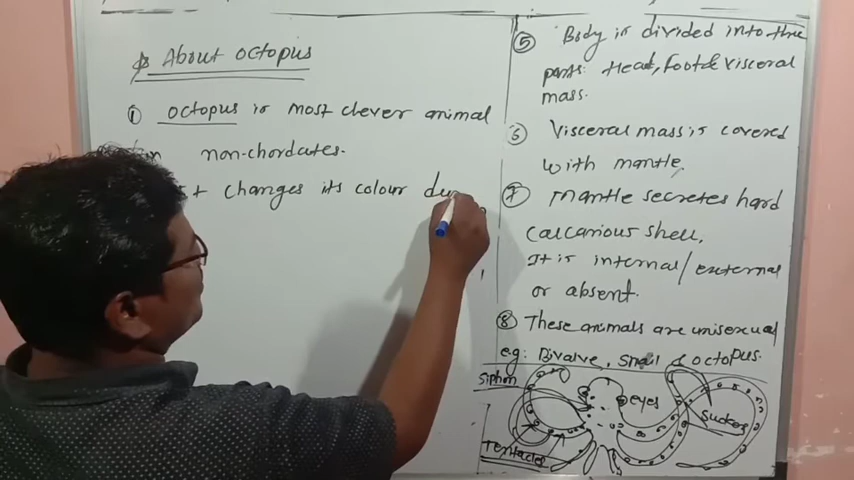 About octopus
① octopus is most clever animal
non-chordates.
changes its colour
⑤ Body is divided into three
parts: Head, Foot & visceral
mass.
⑥ Visceral mass is covered
with mantle.
⑦ Mantle secretes hard
calcarious shell,
It is internal/external
or absent.
⑧ These animals are unisexual
eg: Bivalve, snail & octopus.
Siphon
eyes
Suckers
Tentacles